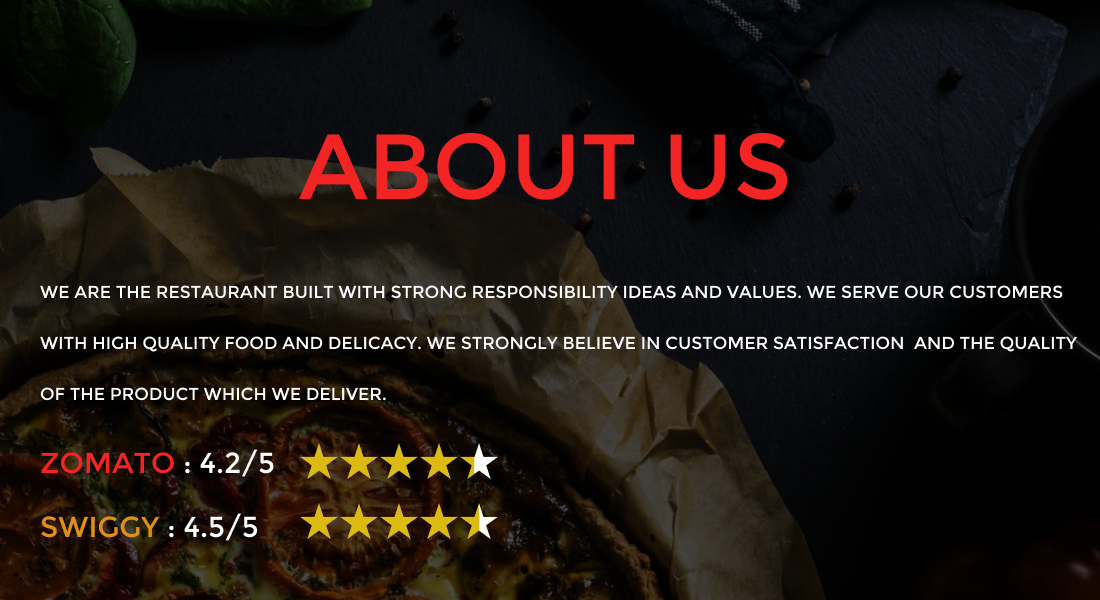 ABOUT US
WE ARE THE RESTAURANT BUILT WITH STRONG RESPONSIBILITY IDEAS AND VALUES. WE SERVE OUR CUSTOMERS
WITH HIGH QUALITY FOOD AND DELICACY. WE STRONGLY BELIEVE IN CUSTOMER SATISFACTION  AND THE QUALITY
OF THE PRODUCT WHICH WE DELIVER.
ZOMATO : 4.2/5
SWIGGY : 4.5/5